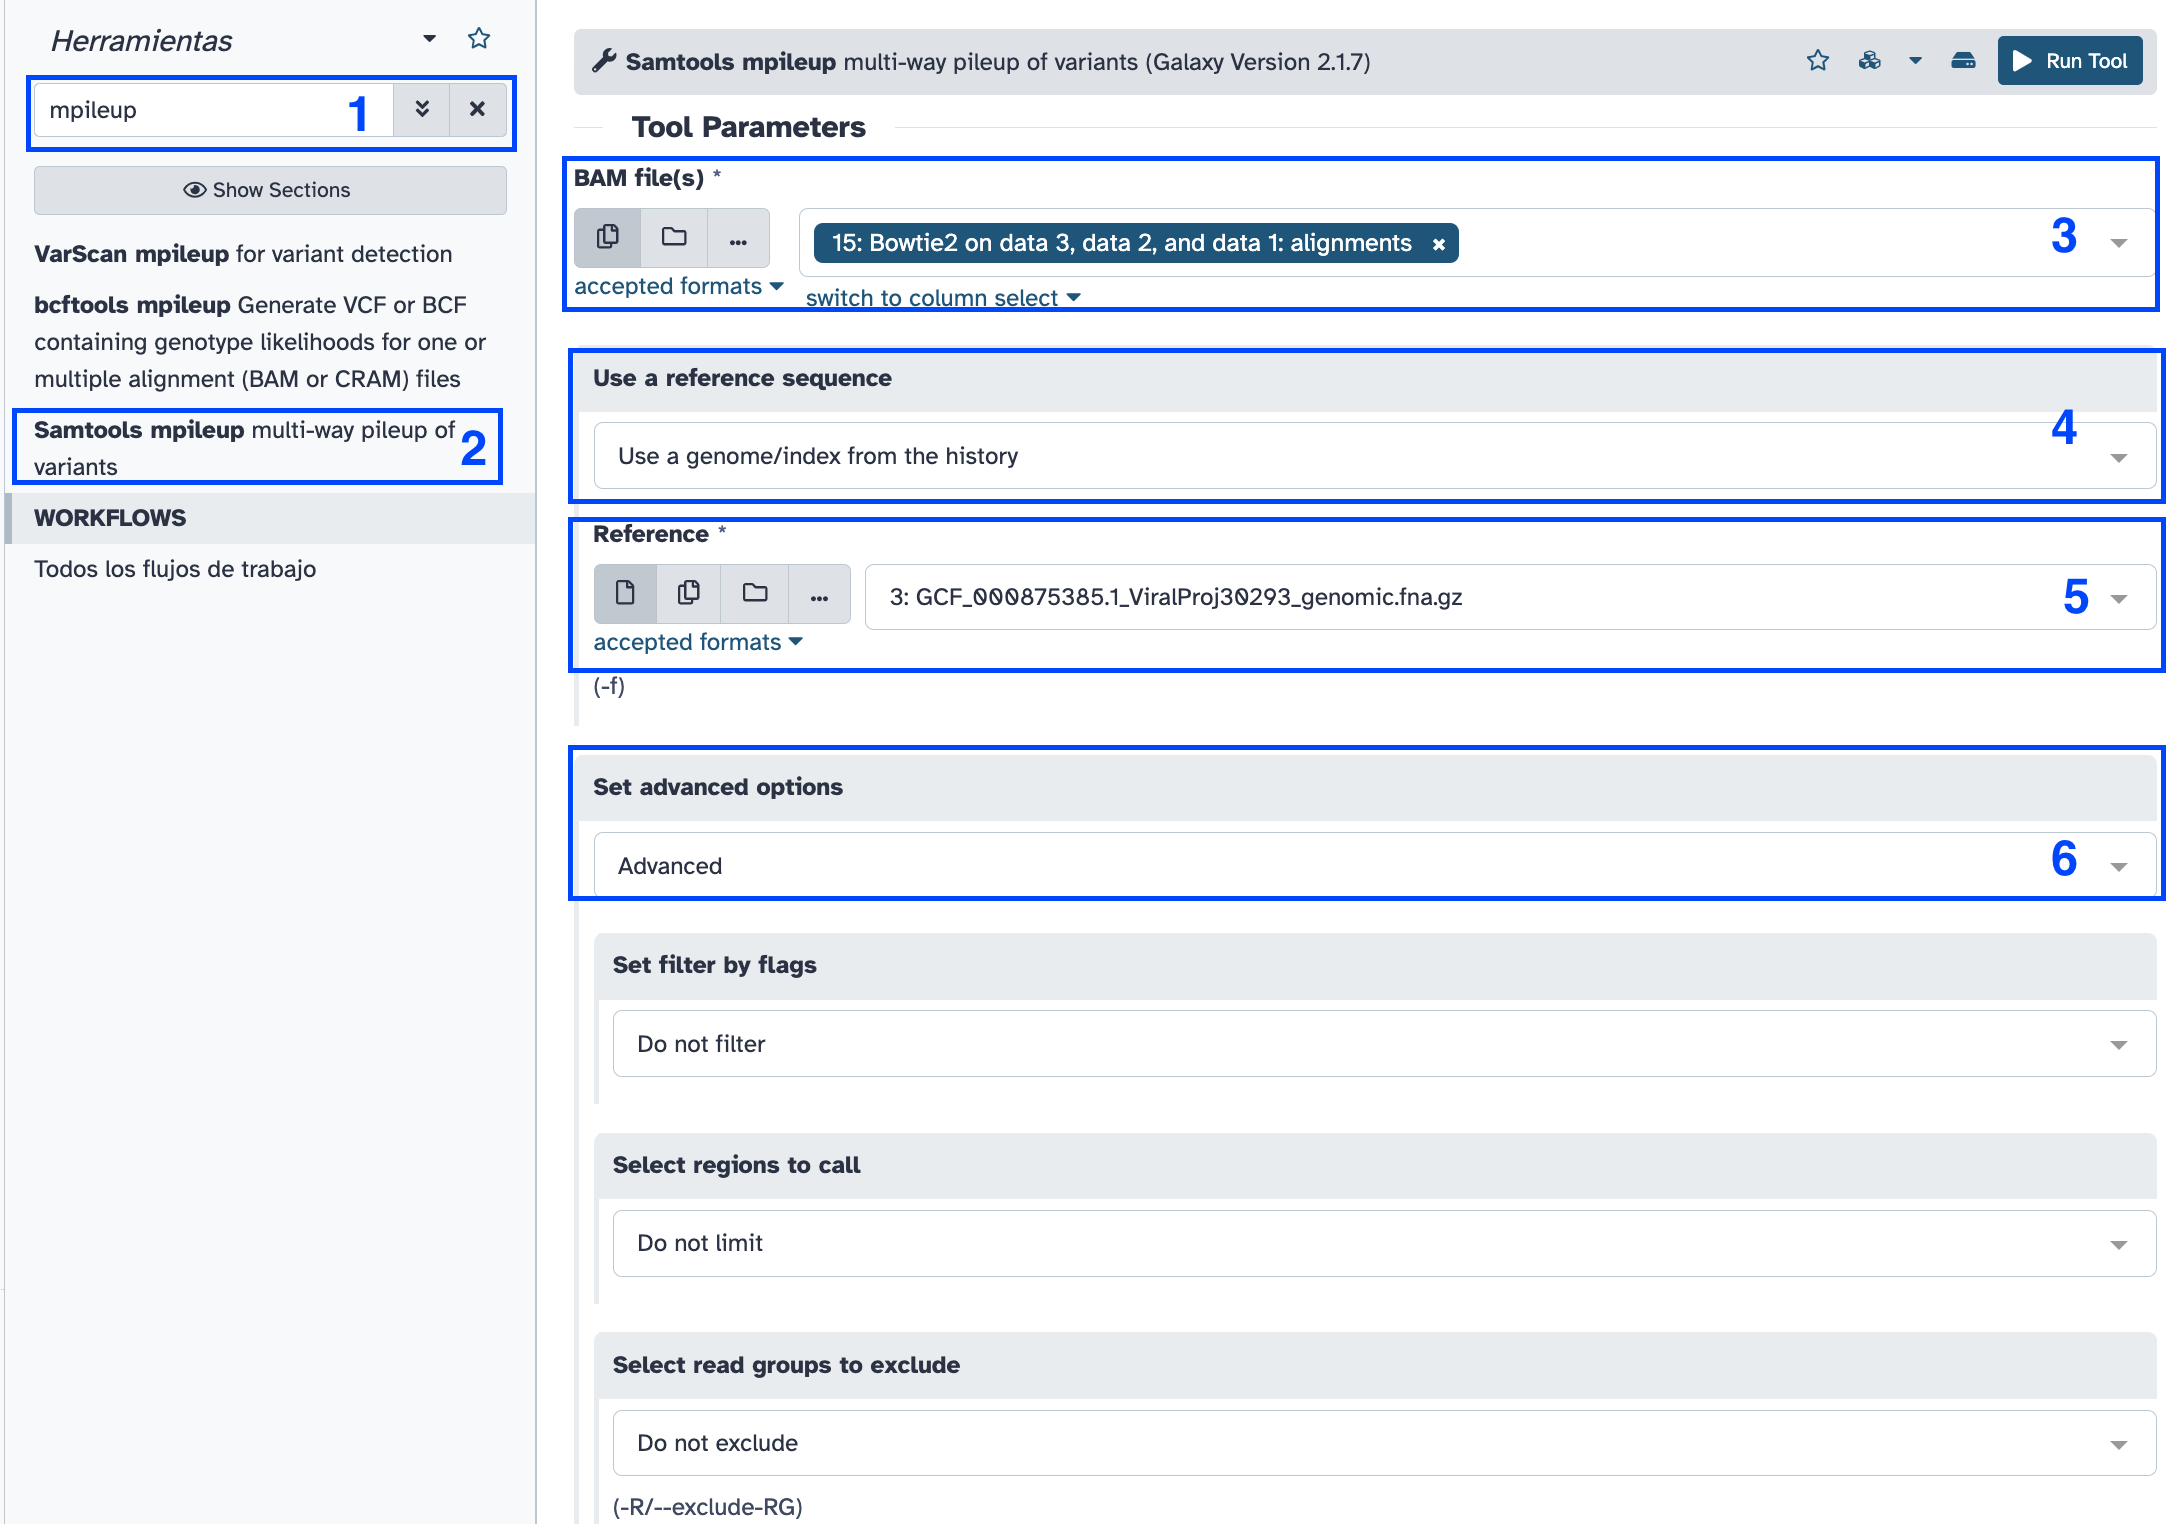 Herramientas
mpileup
1
Show Sections
VarScan mpileup for variant detection
bcftools mpileup Generate VCF or BCF
containing genotype likelihoods for one or
multiple alignment (BAM or CRAM) files
Samtools mpileup multi-way pileup of
variants
2
WORKFLOWS
Todos los flujos de trabajo
Samtools mpileup multi-way pileup of variants (Galaxy Version 2.1.7)
Run Tool
Tool Parameters
BAM file(s) *
...
15: Bowtie2 on data 3, data 2, and data 1: alignments ×
3
accepted formats
switch to column select
Use a reference sequence
Use a genome/index from the history
4
Reference *
...
3: GCF_000875385.1_ViralProj30293_genomic.fna.gz
5
accepted formats
(-f)
Set advanced options
Advanced
6
Set filter by flags
Do not filter
Select regions to call
Do not limit
Select read groups to exclude
Do not exclude
(-R/--exclude-RG)